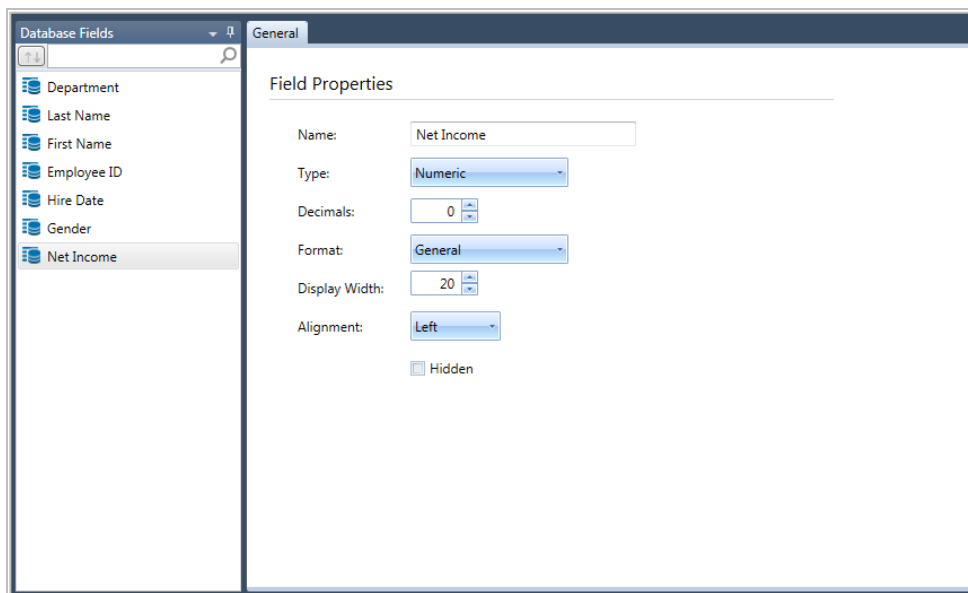 Database Fields
General
Department
Last Name
First Name
Employee ID
Hire Date
Gender
Net Income
Field Properties
Name: Net Income
Type: Numeric
Decimals: 0
Format: General
Display Width: 20
Alignment: Left
Hidden